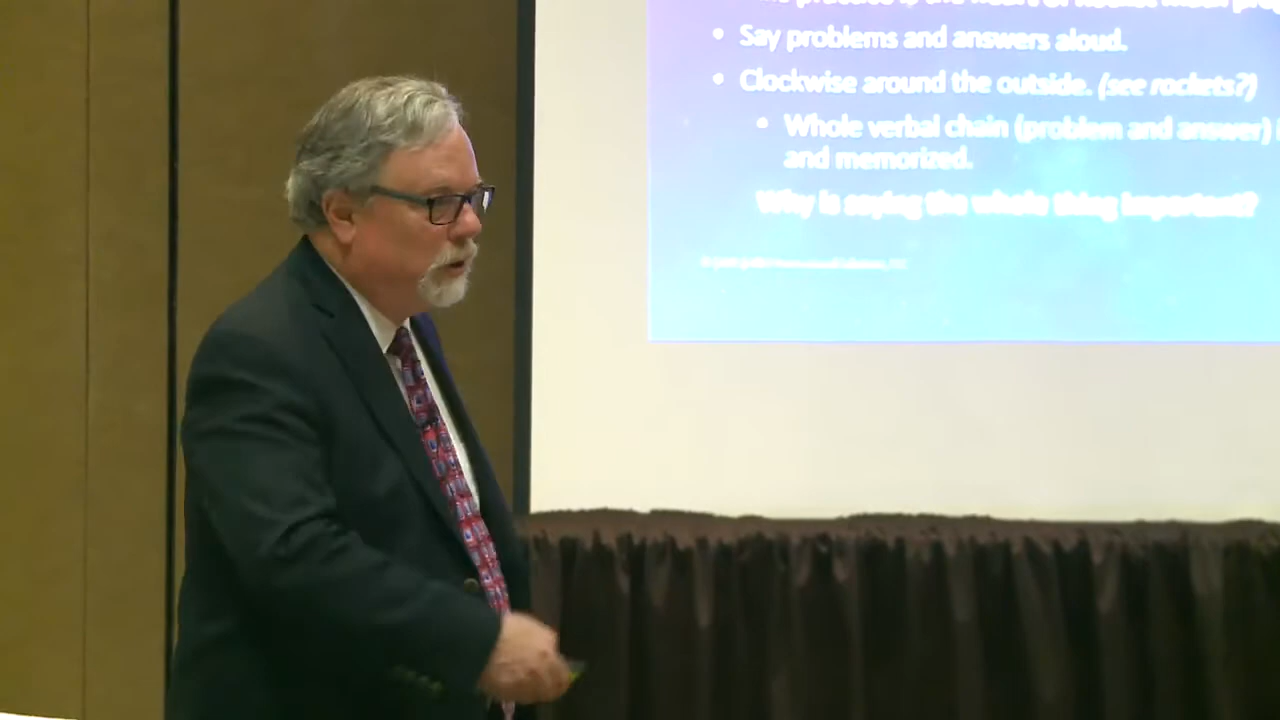 • Say problems and answers aloud.
• Clockwise around the outside. (see rockets?)
• Whole verbal chain (problem and answer)
and memorized.
Why is saying the whole thing important?